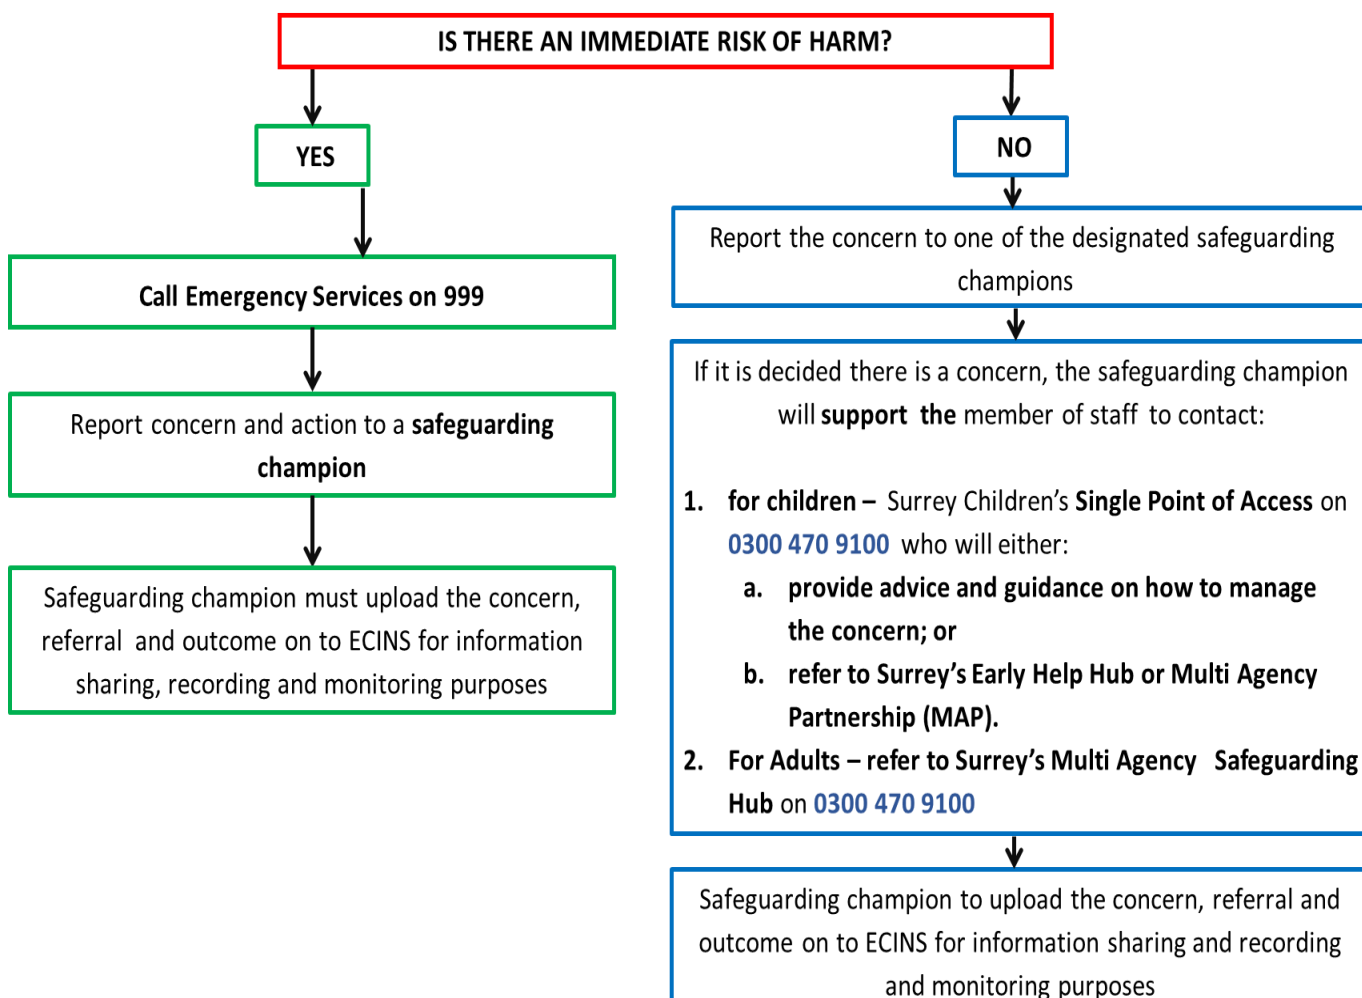 IS THERE AN IMMEDIATE RISK OF HARM?
YES
Call Emergency Services on 999
Report concern and action to a safeguarding
champion
Safeguarding champion must upload the concern,
referral and outcome on to ECINS for information
sharing, recording and monitoring purposes
NO
Report the concern to one of the designated safeguarding
champions
If it is decided there is a concern, the safeguarding champion
will support the member of staff to contact:
1. for children – Surrey Children’s Single Point of Access on
0300 470 9100 who will either:
a. provide advice and guidance on how to manage
the concern; or
b. refer to Surrey’s Early Help Hub or Multi Agency
Partnership (MAP).
2. For Adults – refer to Surrey’s Multi Agency Safeguarding
Hub on 0300 470 9100
Safeguarding champion to upload the concern, referral and
outcome on to ECINS for information sharing and recording
and monitoring purposes